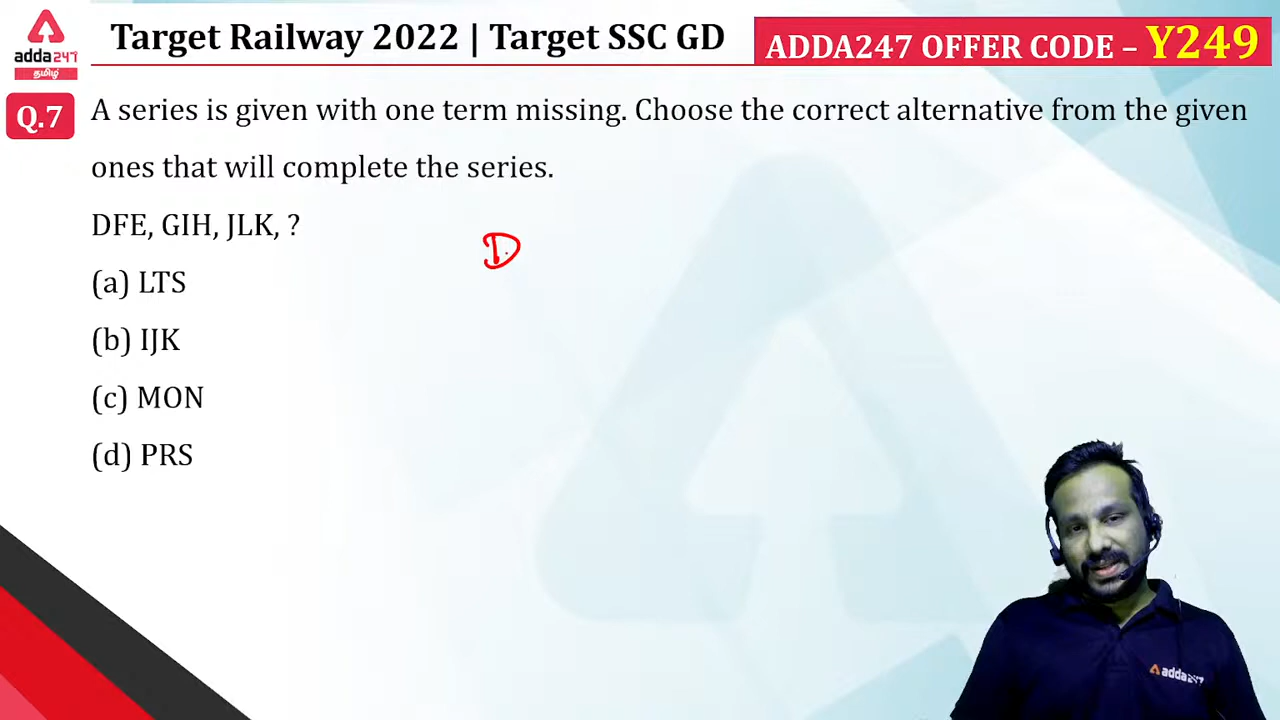 adda247
தமிழ்
Target Railway 2022 | Target SSC GD
ADDA247 OFFER CODE – Y249
Q.7
A series is given with one term missing. Choose the correct alternative from the given
ones that will complete the series.
DFE, GIH, JLK, ?
D
(a) LTS
(b) IJK
(c) MON
(d) PRS
adda247